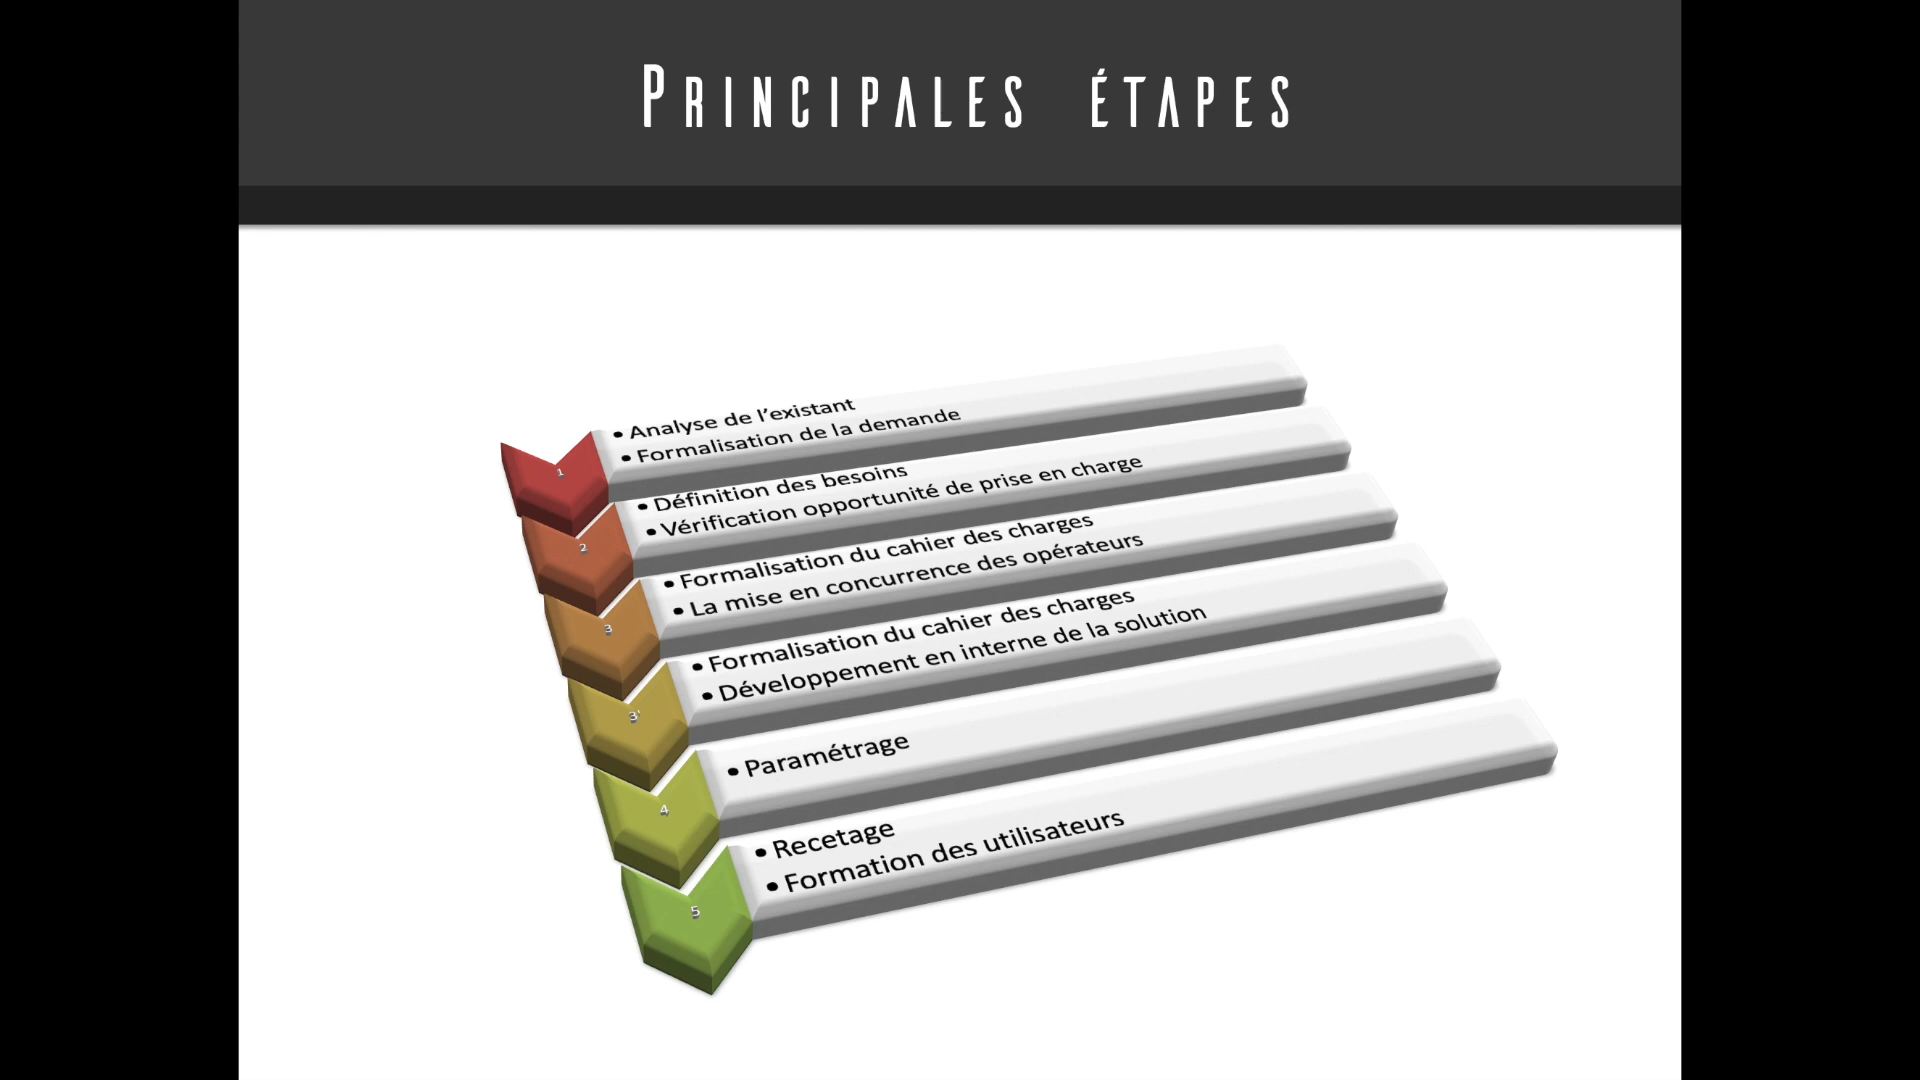 Principales étapes
1
• Analyse de l’existant
• Formalisation de la demande
2
• Définition des besoins
• Vérification opportunité de prise en charge
3
• Formalisation du cahier des charges
• La mise en concurrence des opérateurs
3'
• Formalisation du cahier des charges
• Développement en interne de la solution
4
• Paramétrage
5
• Recetage
• Formation des utilisateurs